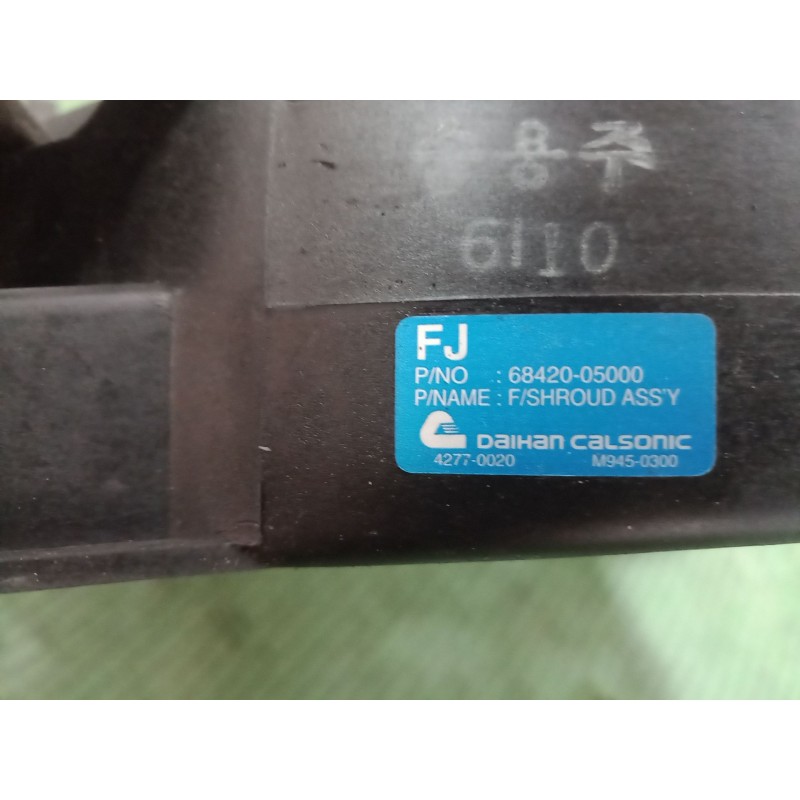 용주
6110
FJ
P/NO : 68420-05000
P/NAME : F/SHROUD ASS'Y
DAIHAN CALSONIC
4277-0020 M945-0300